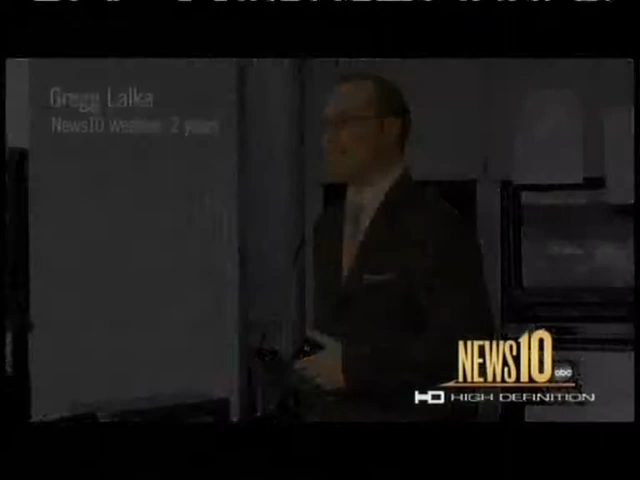 Gregg Lalka
News10 Weather 2 years
NEWS10 abc
HD HIGH DEFINITION